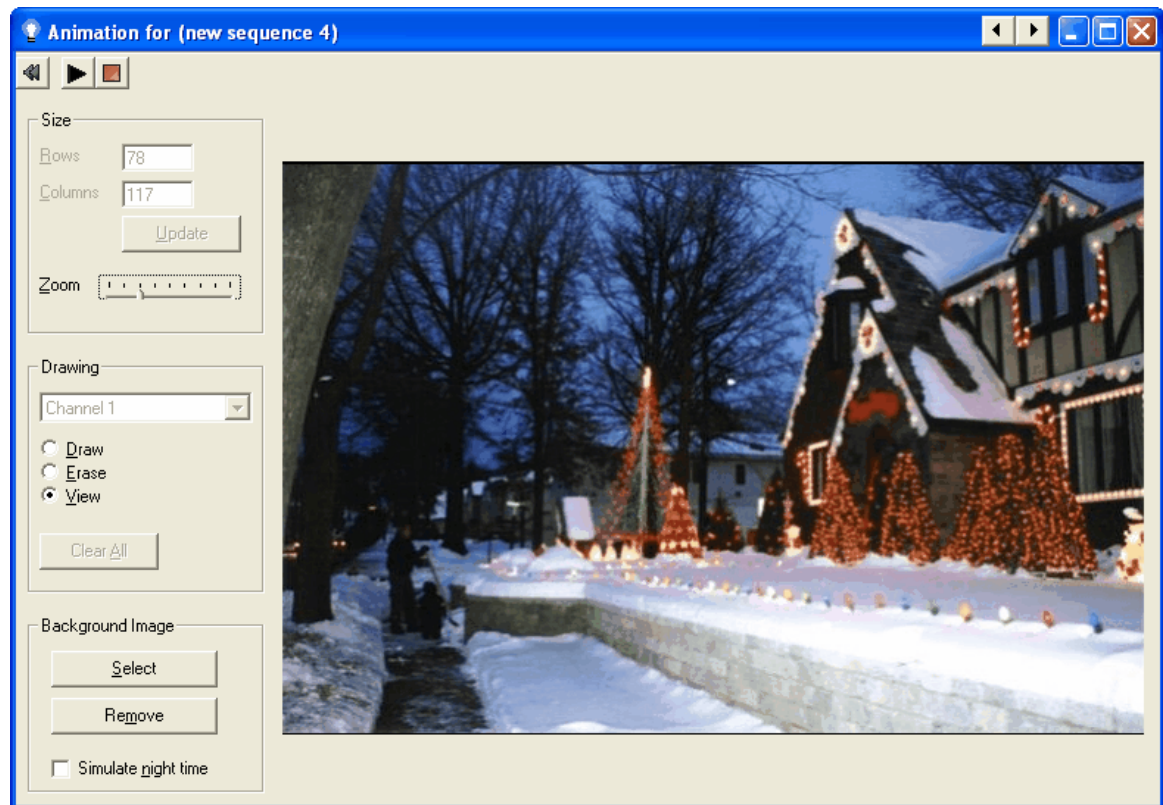 Animation for (new sequence 4)
Size
Rows 78
Columns 117
Update
Zoom
Drawing
Channel 1
Draw
Erase
View
Clear All
Background Image
Select
Remove
Simulate night time